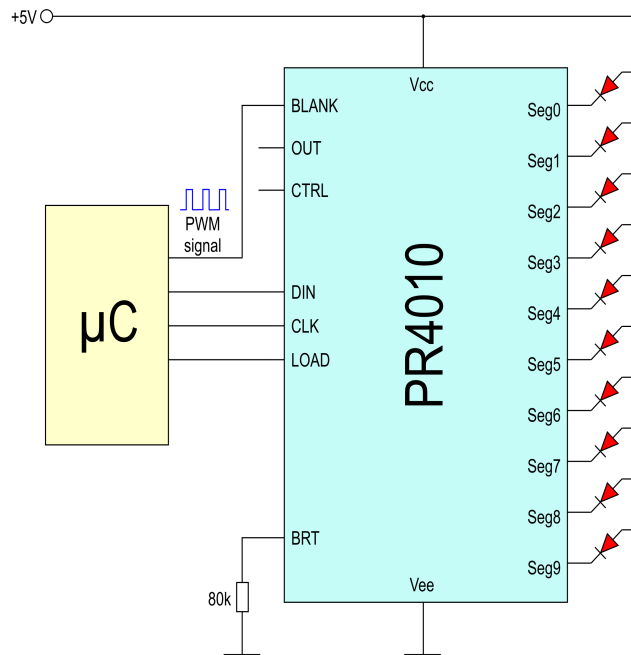 +5V
Vcc
BLANK
OUT
CTRL
PWM
signal
µC
DIN
CLK
LOAD
BRT
80k
PR4010
Vee
Seg0
Seg1
Seg2
Seg3
Seg4
Seg5
Seg6
Seg7
Seg8
Seg9